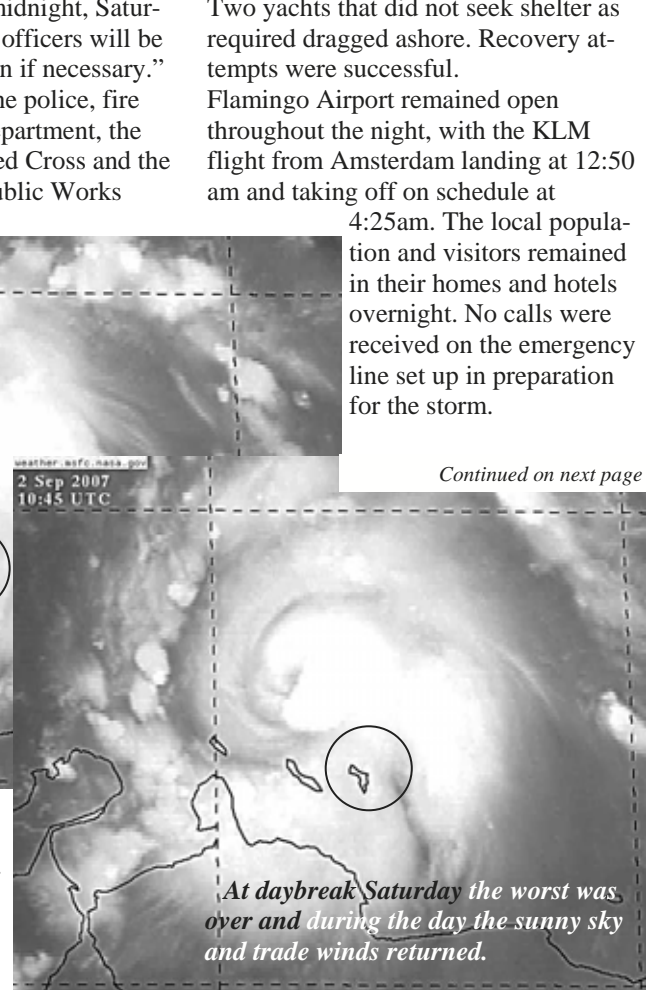 midnight, Satur-
officers will be
n if necessary.”
he police, fire
partment, the
ed Cross and the
ublic Works
Two yachts that did not seek shelter as
required dragged ashore. Recovery at-
tempts were successful.
Flamingo Airport remained open
throughout the night, with the KLM
flight from Amsterdam landing at 12:50
am and taking off on schedule at
4:25am. The local popula-
tion and visitors remained
in their homes and hotels
overnight. No calls were
received on the emergency
line set up in preparation
for the storm.
Continued on next page
weather.msfc.nasa.gov
2 Sep 2007
10:45 UTC
At daybreak Saturday the worst was
over and during the day the sunny sky
and trade winds returned.